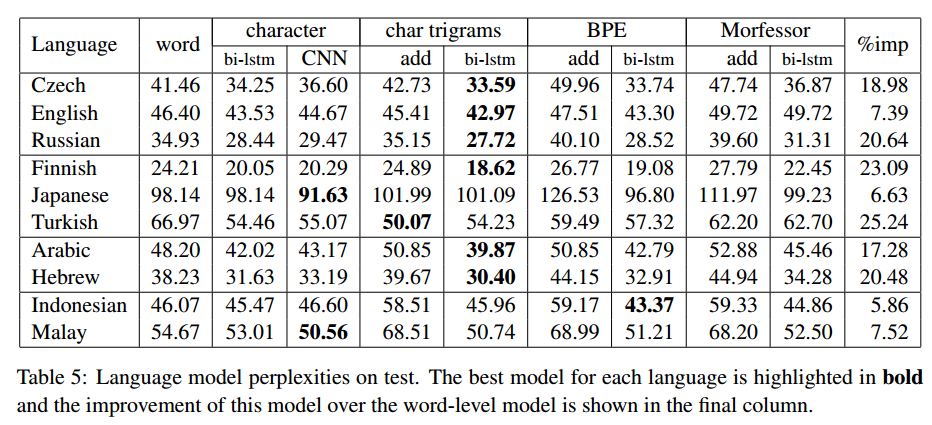 Language word character char trigrams BPE Morfessor %imp
bi-lstm CNN add bi-lstm add bi-lstm add bi-lstm
Czech 41.46 34.25 36.60 42.73 33.59 49.96 33.74 47.74 36.87 18.98
English 46.40 43.53 44.67 45.41 42.97 47.51 43.30 49.72 49.72 7.39
Russian 34.93 28.44 29.47 35.15 27.72 40.10 28.52 39.60 31.31 20.64
Finnish 24.21 20.05 20.29 24.89 18.62 26.77 19.08 27.79 22.45 23.09
Japanese 98.14 98.14 91.63 101.99 101.09 126.53 96.80 111.97 99.23 6.63
Turkish 66.97 54.46 55.07 50.07 54.23 59.49 57.32 62.20 62.70 25.24
Arabic 48.20 42.02 43.17 50.85 39.87 50.85 42.79 52.88 45.46 17.28
Hebrew 38.23 31.63 33.19 39.67 30.40 44.15 32.91 44.94 34.28 20.48
Indonesian 46.07 45.47 46.60 58.51 45.96 59.17 43.37 59.33 44.86 5.86
Malay 54.67 53.01 50.56 68.51 50.74 68.99 51.21 68.20 52.50 7.52
Table 5: Language model perplexities on test. The best model for each language is highlighted in bold
and the improvement of this model over the word-level model is shown in the final column.